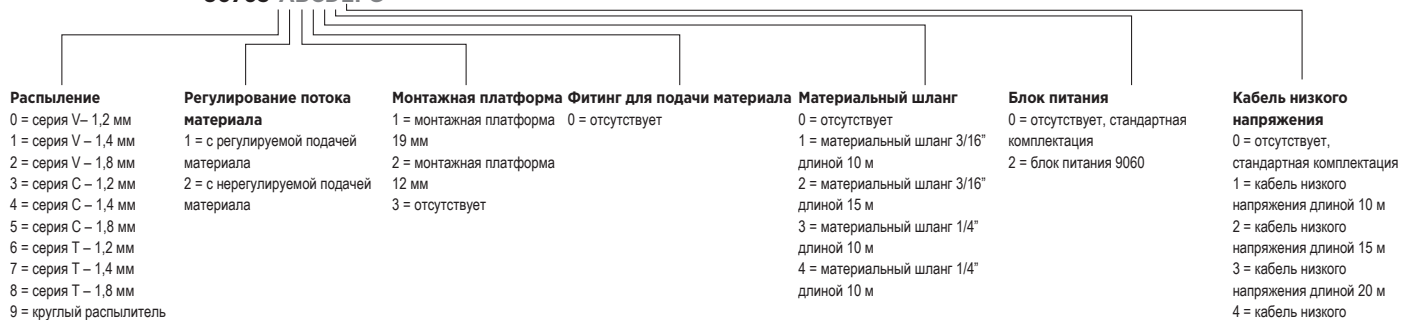 Распыление
0 = серия V– 1,2 мм
1 = серия V – 1,4 мм
2 = серия V – 1,8 мм
3 = серия C – 1,2 мм
4 = серия C – 1,4 мм
5 = серия C – 1,8 мм
6 = серия T – 1,2 мм
7 = серия T – 1,4 мм
8 = серия T – 1,8 мм
9 = круглый распылитель
Регулирование потока
материала
1 = с регулируемой подачей
материала
2 = с нерегулируемой подачей
материала
Монтажная платформа
1 = монтажная платформа
19 мм
2 = монтажная платформа
12 мм
3 = отсутствует
Фитинг для подачи материала
0 = отсутствует
Материальный шланг
0 = отсутствует
1 = материальный шланг 3/16”
длиной 10 м
2 = материальный шланг 3/16”
длиной 15 м
3 = материальный шланг 1/4”
длиной 10 м
4 = материальный шланг 1/4”
длиной 10 м
Блок питания
0 = отсутствует, стандартная
комплектация
2 = блок питания 9060
Кабель низкого
напряжения
0 = отсутствует,
стандартная комплектация
1 = кабель низкого
напряжения длиной 10 м
2 = кабель низкого
напряжения длиной 15 м
3 = кабель низкого
напряжения длиной 20 м
4 = кабель низкого